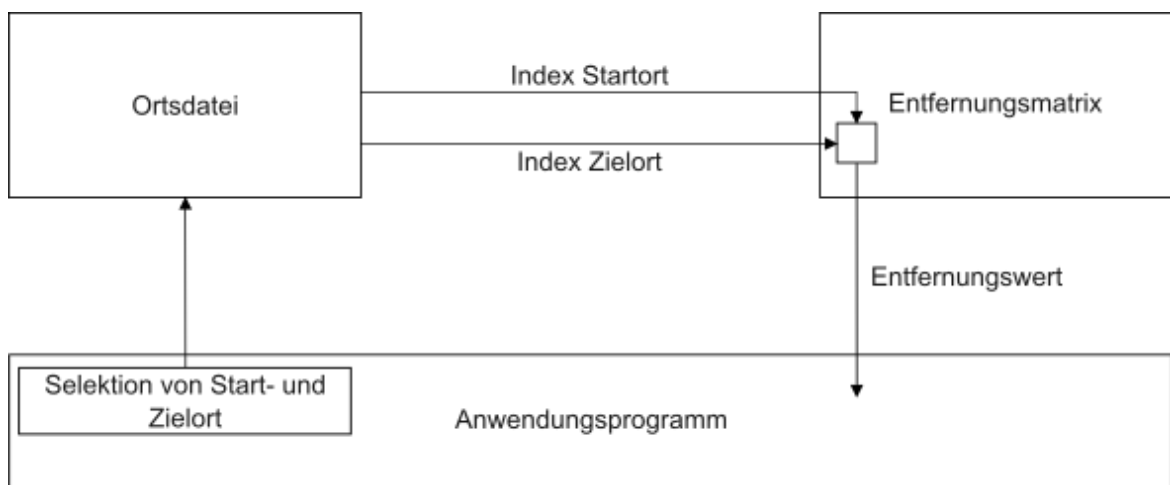 Ortsdatei
Index Startort
Index Zielort
Entfernungsmatrix
Entfernungswert
Selektion von Start- und
Zielort
Anwendungsprogramm